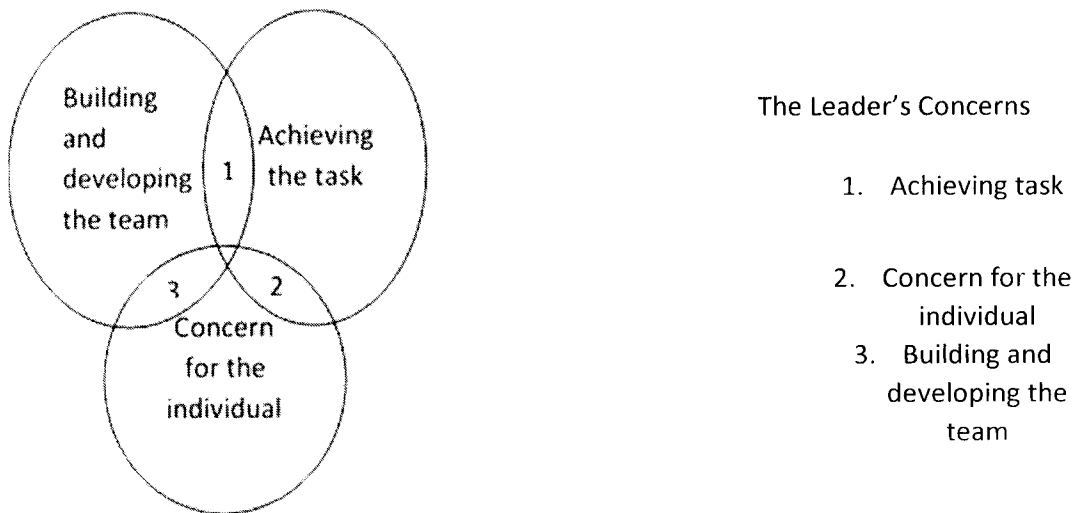 Building
and
developing
the team
1
Achieving
the task
3
2
Concern
for the
individual
The Leader's Concerns
1. Achieving task
2. Concern for the
individual
3. Building and
developing the
team